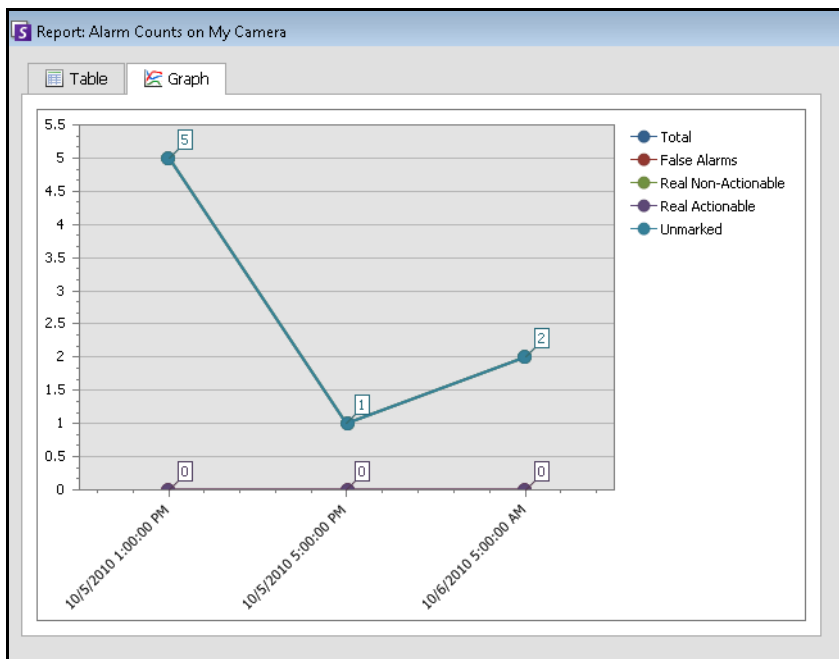 Report: Alarm Counts on My Camera
Table
Graph
5.5
5
4.5
4
3.5
3
2.5
2
1.5
1
0.5
0
5
1
2
0
0
0
10/5/2010 1:00:00 PM
10/5/2010 5:00:00 PM
10/6/2010 5:00:00 AM
Total
False Alarms
Real Non-Actionable
Real Actionable
Unmarked